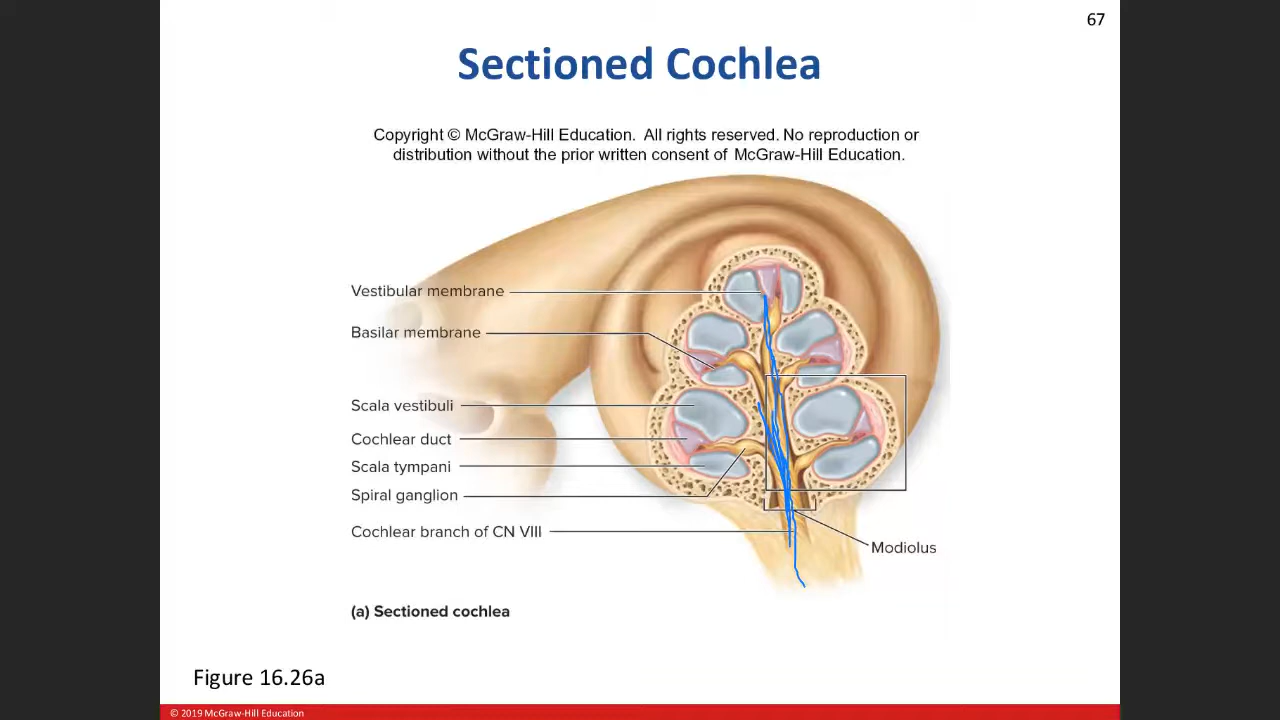 67
Sectioned Cochlea
Copyright © McGraw-Hill Education. All rights reserved. No reproduction or
distribution without the prior written consent of McGraw-Hill Education.
Vestibular membrane
Basilar membrane
Scala vestibuli
Cochlear duct
Scala tympani
Spiral ganglion
Cochlear branch of CN VIII
Modiolus
(a) Sectioned cochlea
Figure 16.26a
© 2019 McGraw-Hill Education